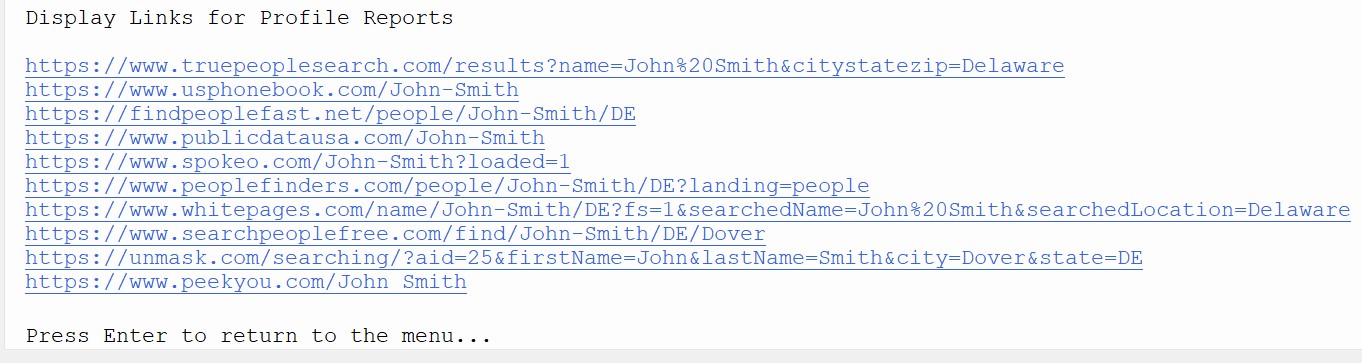 Display Links for Profile Reports
https://www.truepeoplesearch.com/results?name=John%20Smith&citystatezip=Delaware
https://www.usphonebook.com/John-Smith
https://findpeoplefast.net/people/John-Smith/DE
https://www.publicdatausa.com/John-Smith
https://www.spokeo.com/John-Smith?loaded=1
https://www.peoplefinders.com/people/John-Smith/DE?landing=people
https://www.whitepages.com/name/John-Smith/DE?fs=1&searchedName=John%20Smith&searchedLocation=Delaware
https://www.searchpeoplefree.com/find/John-Smith/DE/Dover
https://unmask.com/searching/?aid=25&firstName=John&lastName=Smith&city=Dover&state=DE
https://www.peekyou.com/John_Smith
Press Enter to return to the menu...